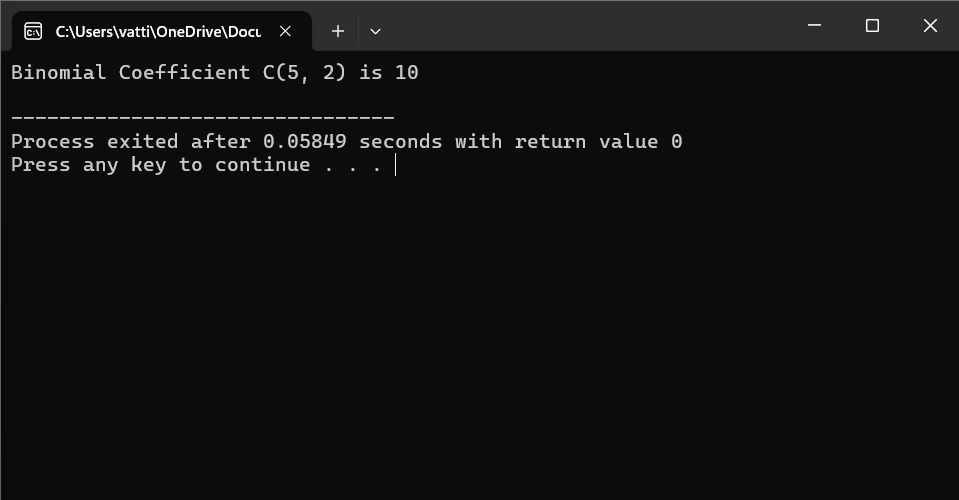 C:\Users\vatti\OneDrive\Docu
Binomial Coefficient C(5, 2) is 10
--------------------------------
Process exited after 0.05849 seconds with return value 0
Press any key to continue . . .